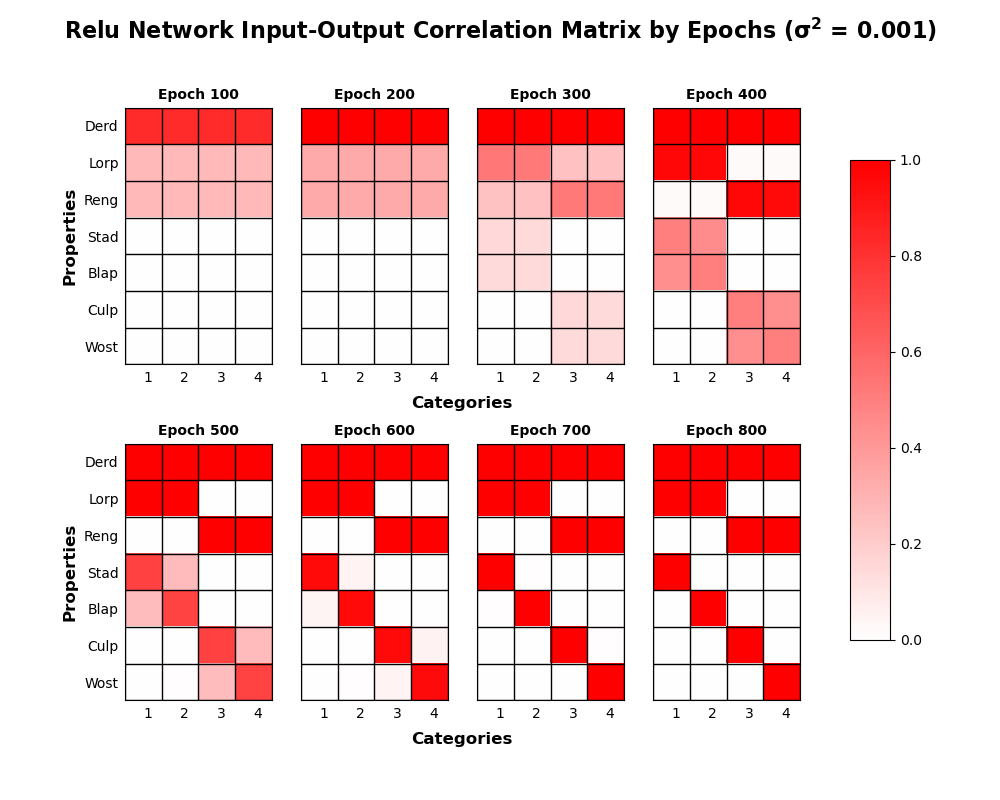 Relu Network Input-Output Correlation Matrix by Epochs (σ² = 0.001)
Epoch 100
Epoch 200
Epoch 300
Epoch 400
Derd
Lorp
Reng
Stad
Blap
Culp
Wost
Properties
1 2 3 4
1 2 3 4
1 2 3 4
1 2 3 4
Categories
Epoch 500
Epoch 600
Epoch 700
Epoch 800
Derd
Lorp
Reng
Stad
Blap
Culp
Wost
Properties
1 2 3 4
1 2 3 4
1 2 3 4
1 2 3 4
Categories
1.0
0.8
0.6
0.4
0.2
0.0